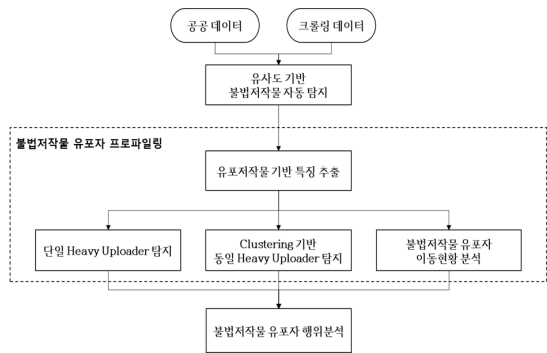 공공 데이터
크롤링 데이터
유사도 기반
불법저작물 자동 탐지
불법저작물 유포자 프로파일링
유포저작물 기반 특징 추출
단일 Heavy Uploader 탐지
Clustering 기반
동일 Heavy Uploader 탐지
불법저작물 유포자
이동현황 분석
불법저작물 유포자 행위분석